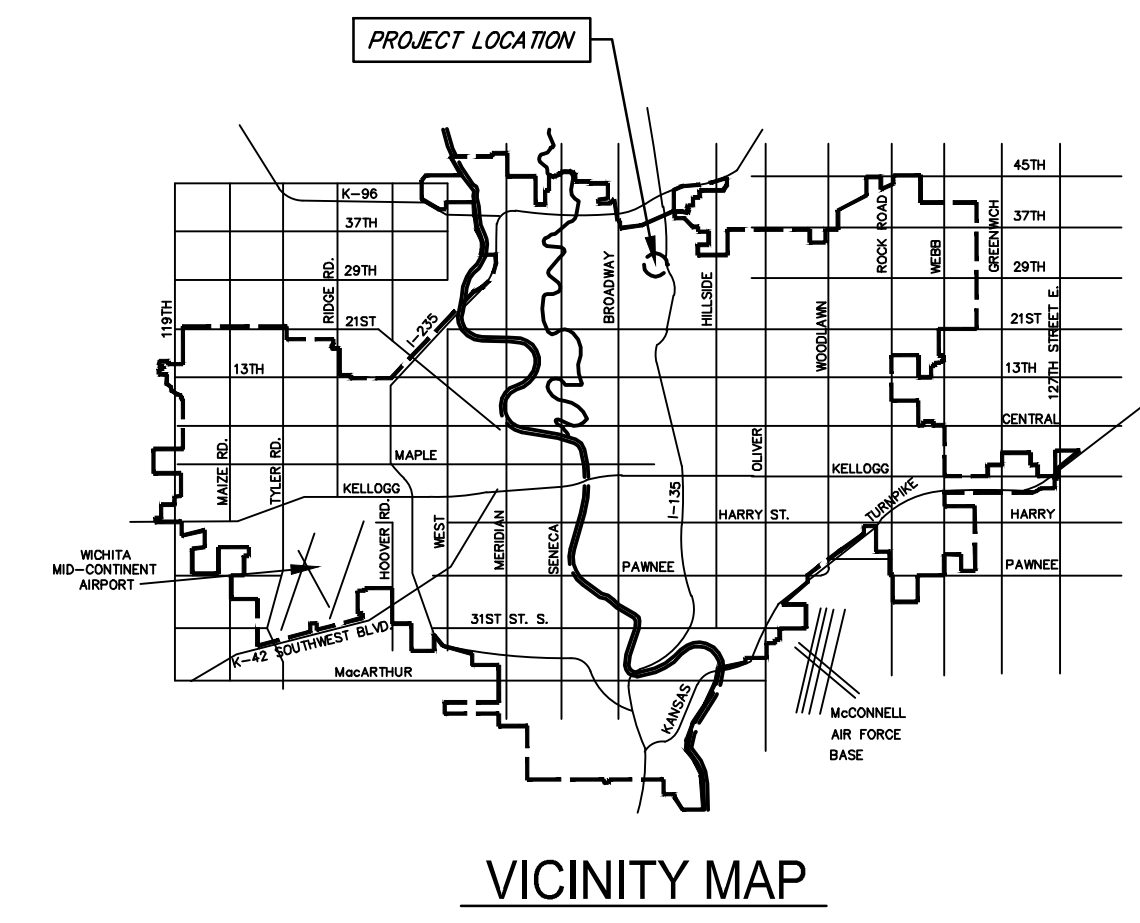 PROJECT LOCATION
45TH
K-96
37TH
37TH
RIDGE RD.
29TH
BROADWAY
HILLSIDE
ROCK ROAD
WEBB
GREENWICH
29TH
119TH
21ST
I-235
WOODLAWN
21ST
127TH STREET E.
13TH
13TH
CENTRAL
MAIZE RD.
TYLER RD.
MAPLE
OLIVER
KELLOGG
KELLOGG
I-135
TURNPIKE
HOOVER RD.
WEST
MERIDIAN
SENECA
HARRY ST.
HARRY
WICHITA
MID-CONTINENT
AIRPORT
PAWNEE
PAWNEE
31ST ST. S.
K-42 SOUTHWEST BLVD.
MacARTHUR
KANSAS
McCONNELL
AIR FORCE
BASE
VICINITY MAP